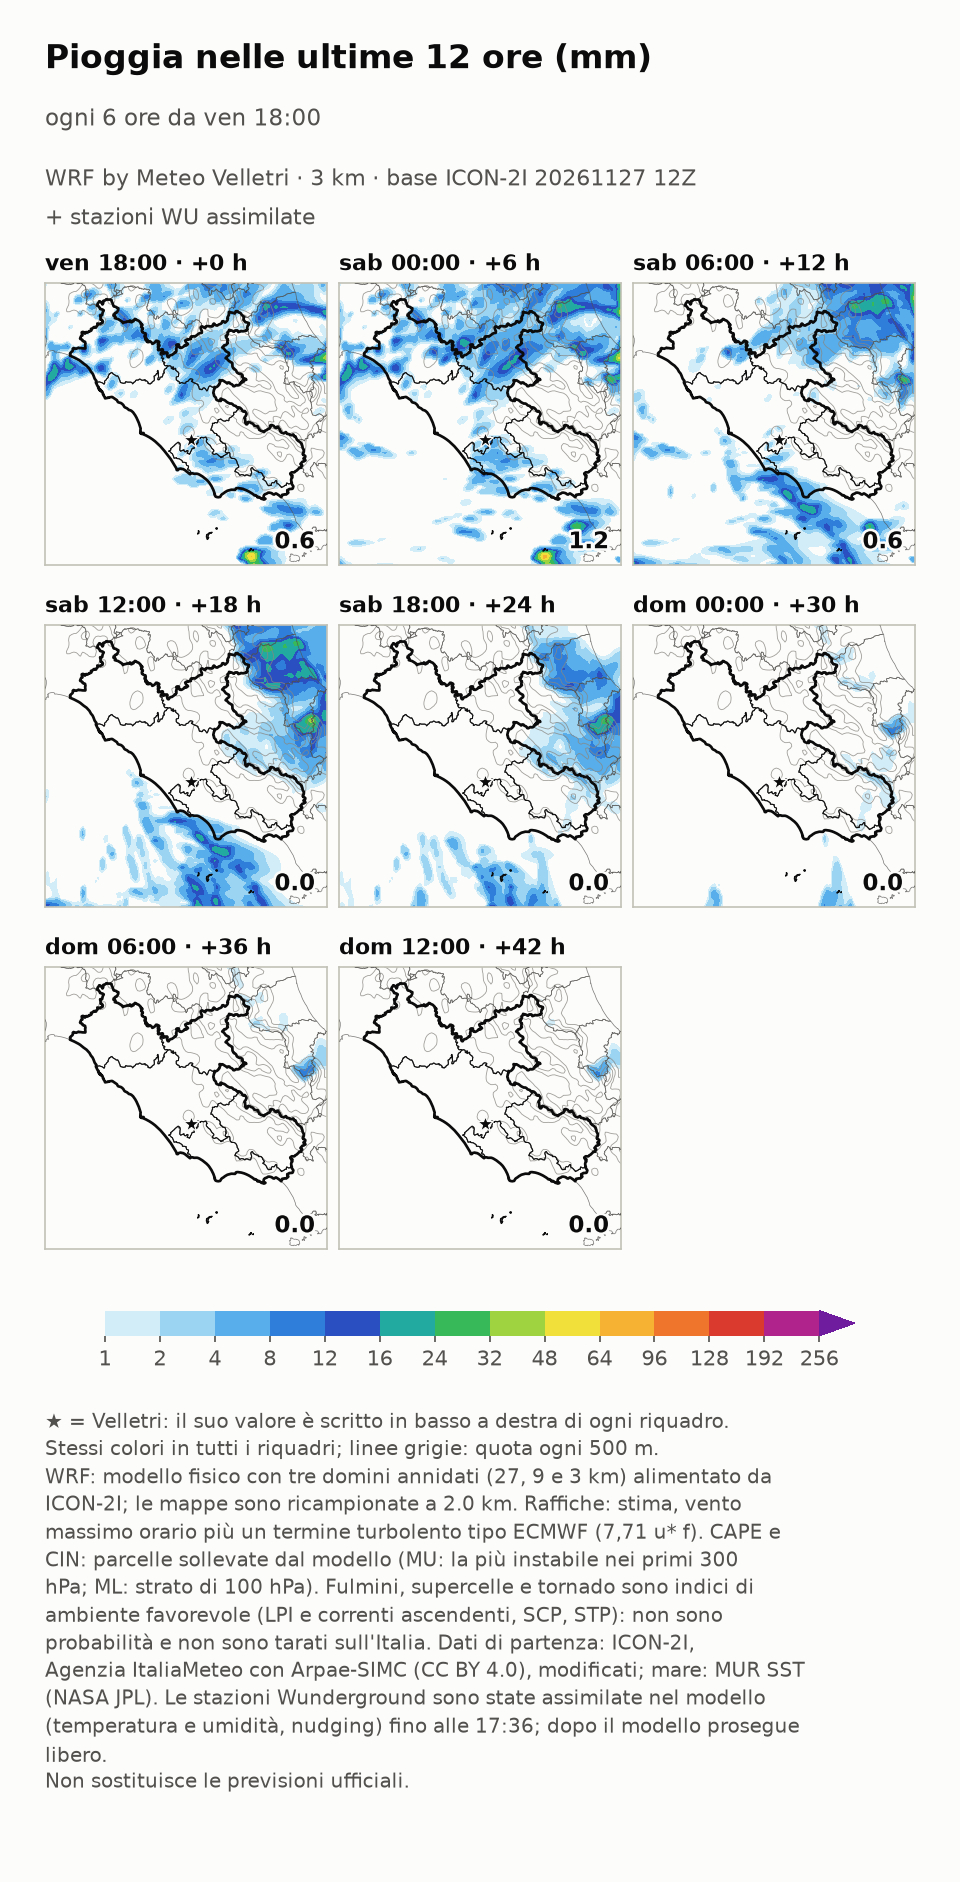 Pioggia nelle ultime 12 ore (mm)
ogni 6 ore da ven 18:00
WRF by Meteo Velletri · 3 km · base ICON-2I 20261127 12Z
+ stazioni WU assimilate
ven 18:00 · +0 h
sab 00:00 · +6 h
sab 06:00 · +12 h
0.6
1.2
0.6
sab 12:00 · +18 h
sab 18:00 · +24 h
dom 00:00 · +30 h
0.0
0.0
0.0
dom 06:00 · +36 h
dom 12:00 · +42 h
0.0
0.0
1 2 4 8 12 16 24 32 48 64 96 128 192 256
★ = Velletri: il suo valore è scritto in basso a destra di ogni riquadro.
Stessi colori in tutti i riquadri; linee grigie: quota ogni 500 m.
WRF: modello fisico con tre domini annidati (27, 9 e 3 km) alimentato da
ICON-2I; le mappe sono ricampionate a 2.0 km. Raffiche: stima, vento
massimo orario più un termine turbolento tipo ECMWF (7,71 u* f). CAPE e
CIN: parcelle sollevate dal modello (MU: la più instabile nei primi 300
hPa; ML: strato di 100 hPa). Fulmini, supercelle e tornado sono indici di
ambiente favorevole (LPI e correnti ascendenti, SCP, STP): non sono
probabilità e non sono tarati sull'Italia. Dati di partenza: ICON-2I,
Agenzia ItaliaMeteo con Arpae-SIMC (CC BY 4.0), modificati; mare: MUR SST
(NASA JPL). Le stazioni Wunderground sono state assimilate nel modello
(temperatura e umidità, nudging) fino alle 17:36; dopo il modello prosegue
libero.
Non sostituisce le previsioni ufficiali.